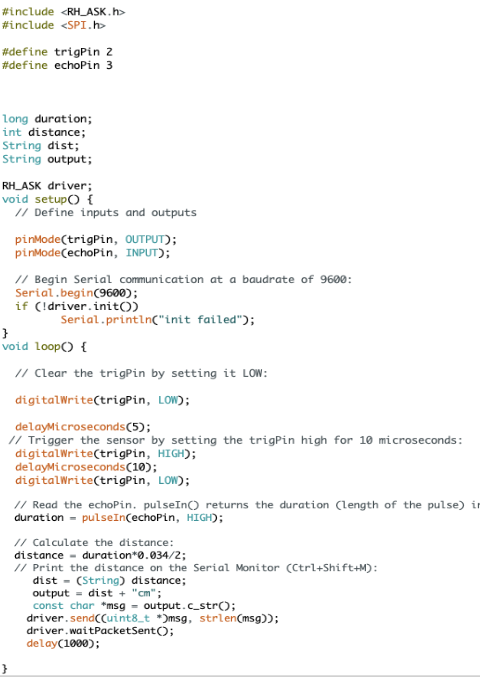 #include <RH_ASK.h>
#include <SPI.h>
#define trigPin 2
#define echoPin 3
long duration;
int distance;
String dist;
String output;
RH_ASK driver;
void setup() {
// Define inputs and outputs
pinMode(trigPin, OUTPUT);
pinMode(echoPin, INPUT);
// Begin Serial communication at a baudrate of 9600:
Serial.begin(9600);
if (!driver.init())
Serial.println("init failed");
}
void loop() {
// Clear the trigPin by setting it LOW:
digitalWrite(trigPin, LOW);
delayMicroseconds(5);
// Trigger the sensor by setting the trigPin high for 10 microseconds:
digitalWrite(trigPin, HIGH);
delayMicroseconds(10);
digitalWrite(trigPin, LOW);
// Read the echoPin. pulseIn() returns the duration (length of the pulse) i
duration = pulseIn(echoPin, HIGH);
// Calculate the distance:
distance = duration*0.034/2;
// Print the distance on the Serial Monitor (Ctrl+Shift+M):
dist = (String) distance;
output = dist + "cm";
const char *msg = output.c_str();
driver.send((uint8_t *)msg, strlen(msg));
driver.waitPacketSent();
delay(1000);
}